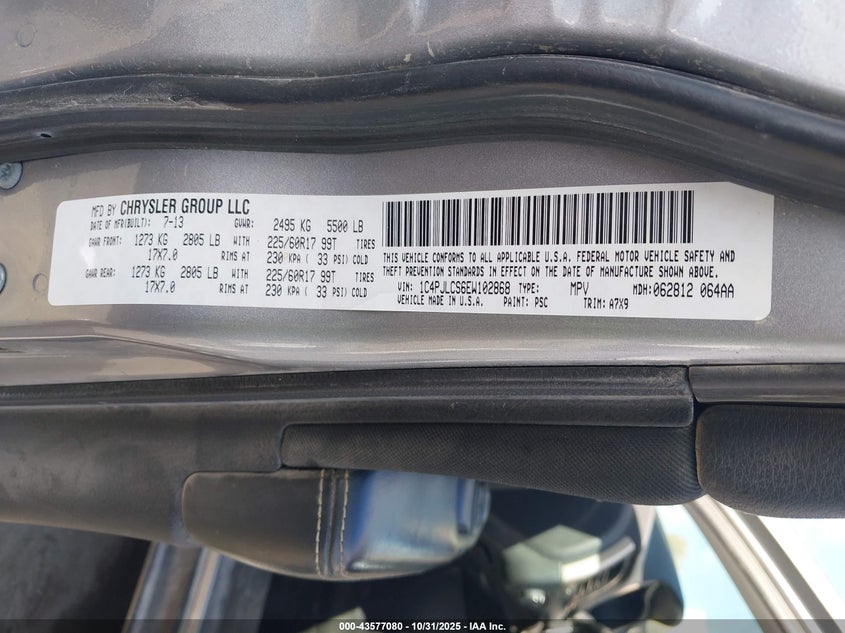 MFD BY CHRYSLER GROUP LLC
DATE OF MFR(BUILT): 7-13 GVWR: 2495 KG 5500 LB
GAWR FRONT: 1273 KG 2805 LB WITH 225/60R17 99T TIRES
17X7.0 RIMS AT 230 KPA ( 33 PSI) COLD
GAWR REAR: 1273 KG 2805 LB WITH 225/60R17 99T TIRES
17X7.0 RIMS AT 230 KPA ( 33 PSI) COLD
THIS VEHICLE CONFORMS TO ALL APPLICABLE U.S.A. FEDERAL MOTOR VEHICLE SAFETY AND
THEFT PREVENTION STANDARDS IN EFFECT ON THE DATE OF MANUFACTURE SHOWN ABOVE.
VIN: 1C4PJLCS6EW102868 TYPE: MPV MDH: 062812 064AA
VEHICLE MADE IN U.S.A. PAINT: PSC TRIM: A7X9
000-43577080 - 10/31/2025 - IAA Inc.